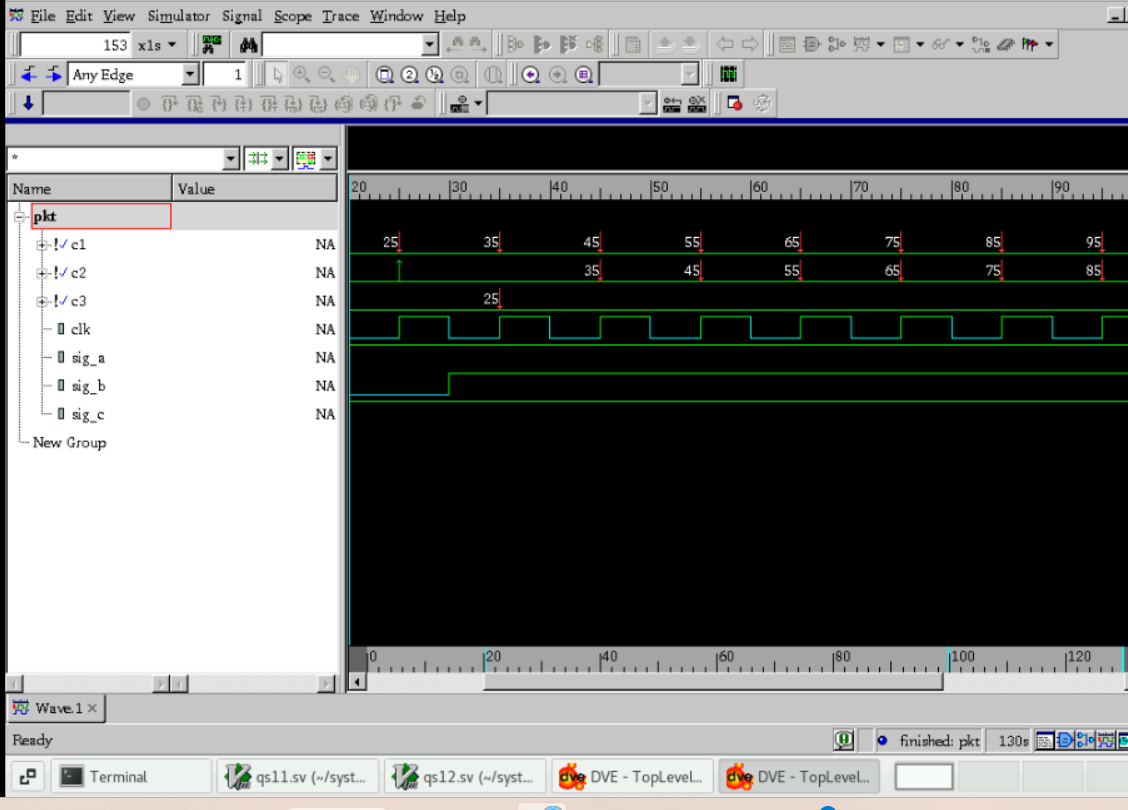 File Edit View Simulator Signal Scope Trace Window Help
153 x1s
Any Edge 1
*
Name Value
20 30 40 50 60 70 80 90
pkt
c1 NA 25 35 45 55 65 75 85 95
c2 NA 35 45 55 65 75 85
c3 NA 25
clk NA
sig_a NA
sig_b NA
sig_c NA
New Group
0 20 40 60 80 100 120
Wave.1
Ready finished: pkt 130s
Terminal qs11.sv (~/syst... qs12.sv (~/syst... dve DVE - TopLevel... dve DVE - TopLevel...